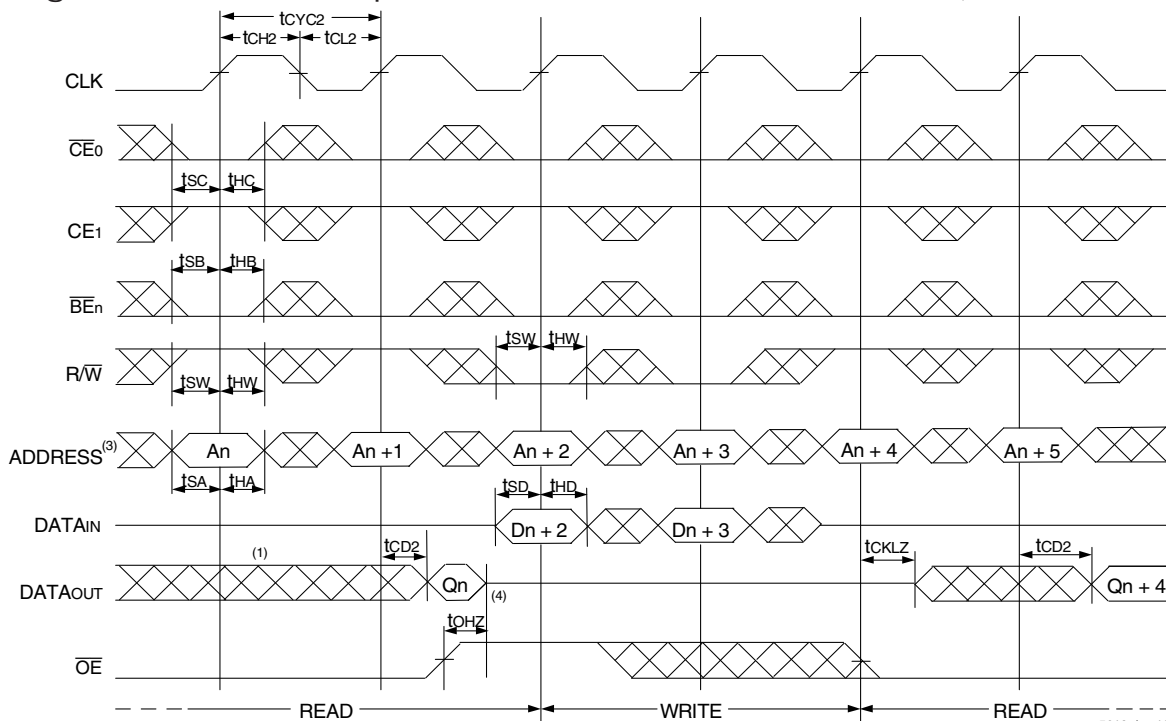 tCYC2
tCH2 tCL2
CLK
CE0
tSC tHC
CE1
tSB tHB
BEn
tSW tHW
R/W
tSW tHW
ADDRESS(3) An An +1 An + 2 An + 3 An + 4 An + 5
tSA tHA
tSD tHD
DATAIN Dn + 2 Dn + 3
(1) tCD2 tCKLZ tCD2
DATAOUT Qn (4) Qn + 4
tOHZ
OE
READ WRITE READ